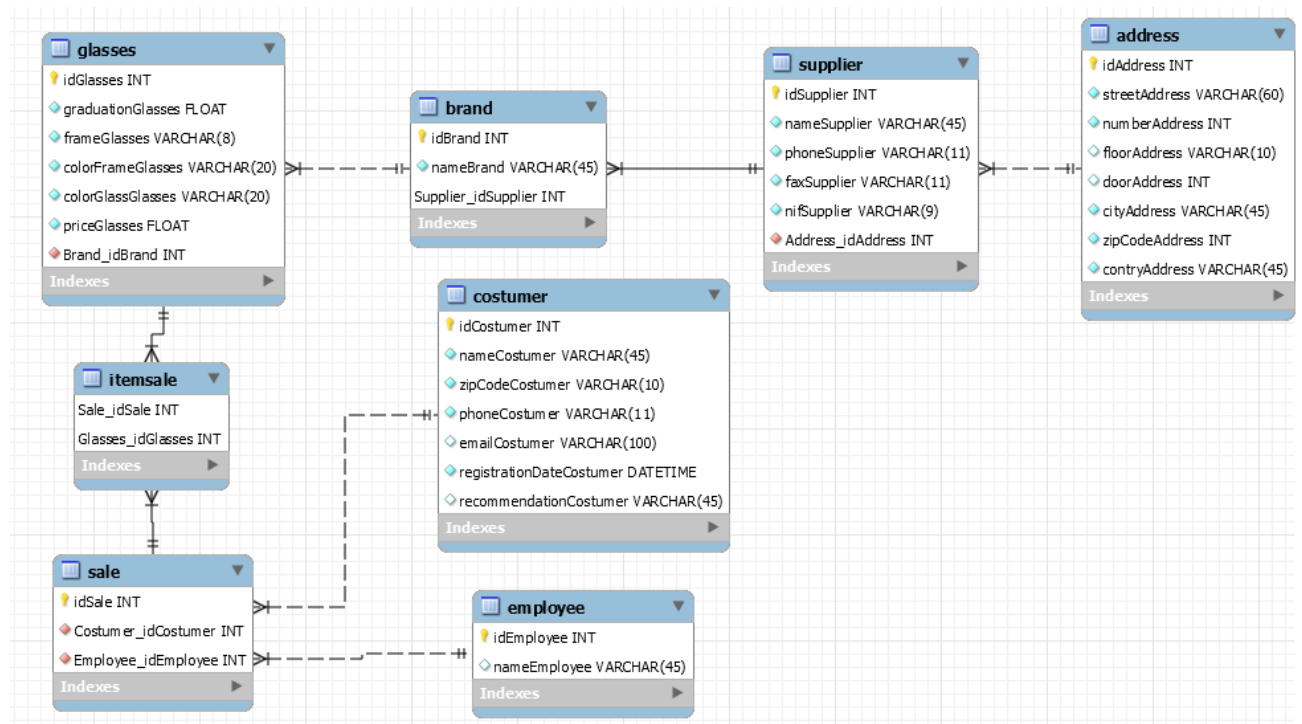 glasses
idGlasses INT
graduationGlasses FLOAT
frameGlasses VARCHAR(8)
colorFrameGlasses VARCHAR(20)
colorGlassGlasses VARCHAR(20)
priceGlasses FLOAT
Brand_idBrand INT
Indexes
brand
idBrand INT
nameBrand VARCHAR(45)
Supplier_idSupplier INT
Indexes
supplier
idSupplier INT
nameSupplier VARCHAR(45)
phoneSupplier VARCHAR(11)
faxSupplier VARCHAR(11)
nifSupplier VARCHAR(9)
Address_idAddress INT
Indexes
address
idAddress INT
streetAddress VARCHAR(60)
numberAddress INT
floorAddress VARCHAR(10)
doorAddress INT
cityAddress VARCHAR(45)
zipCodeAddress INT
contryAddress VARCHAR(45)
Indexes
itemsale
Sale_idSale INT
Glasses_idGlasses INT
Indexes
costumer
idCostumer INT
nameCostumer VARCHAR(45)
zipCodeCostumer VARCHAR(10)
phoneCostumer VARCHAR(11)
emailCostumer VARCHAR(100)
registrationDateCostumer DATETIME
recommendationCostumer VARCHAR(45)
Indexes
sale
idSale INT
Costumer_idCostumer INT
Employee_idEmployee INT
Indexes
employee
idEmployee INT
nameEmployee VARCHAR(45)
Indexes